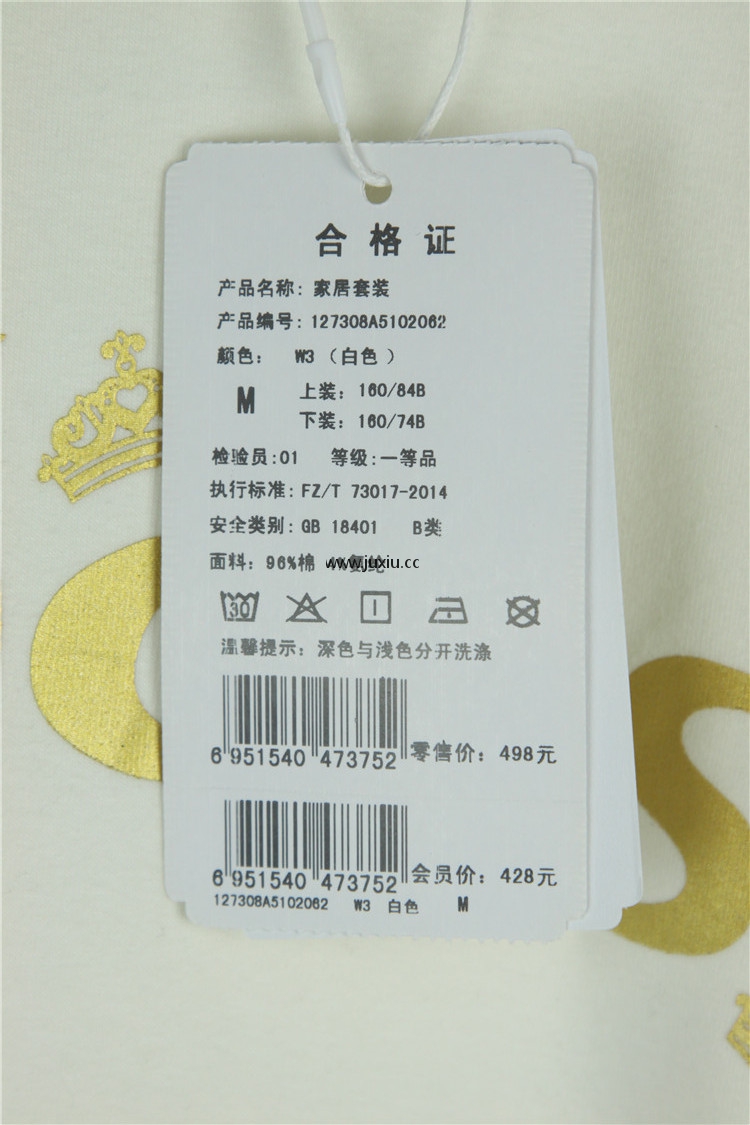 合格证
产品名称: 家居套装
产品编号: 127308A5102062
颜色: W3 (白色)
M
上装: 160/84B
下装: 160/74B
检验员:01 等级:一等品
执行标准: FZ/T 73017-2014
安全类别: GB 18401 B类
面料: 96%棉 4%氨纶
www.juxiu.cc
30
温馨提示: 深色与浅色分开洗涤
6 951540 473752 零售价: 498元
6 951540 473752 会员价: 428元
127308A5102062 W3 白色 M
S